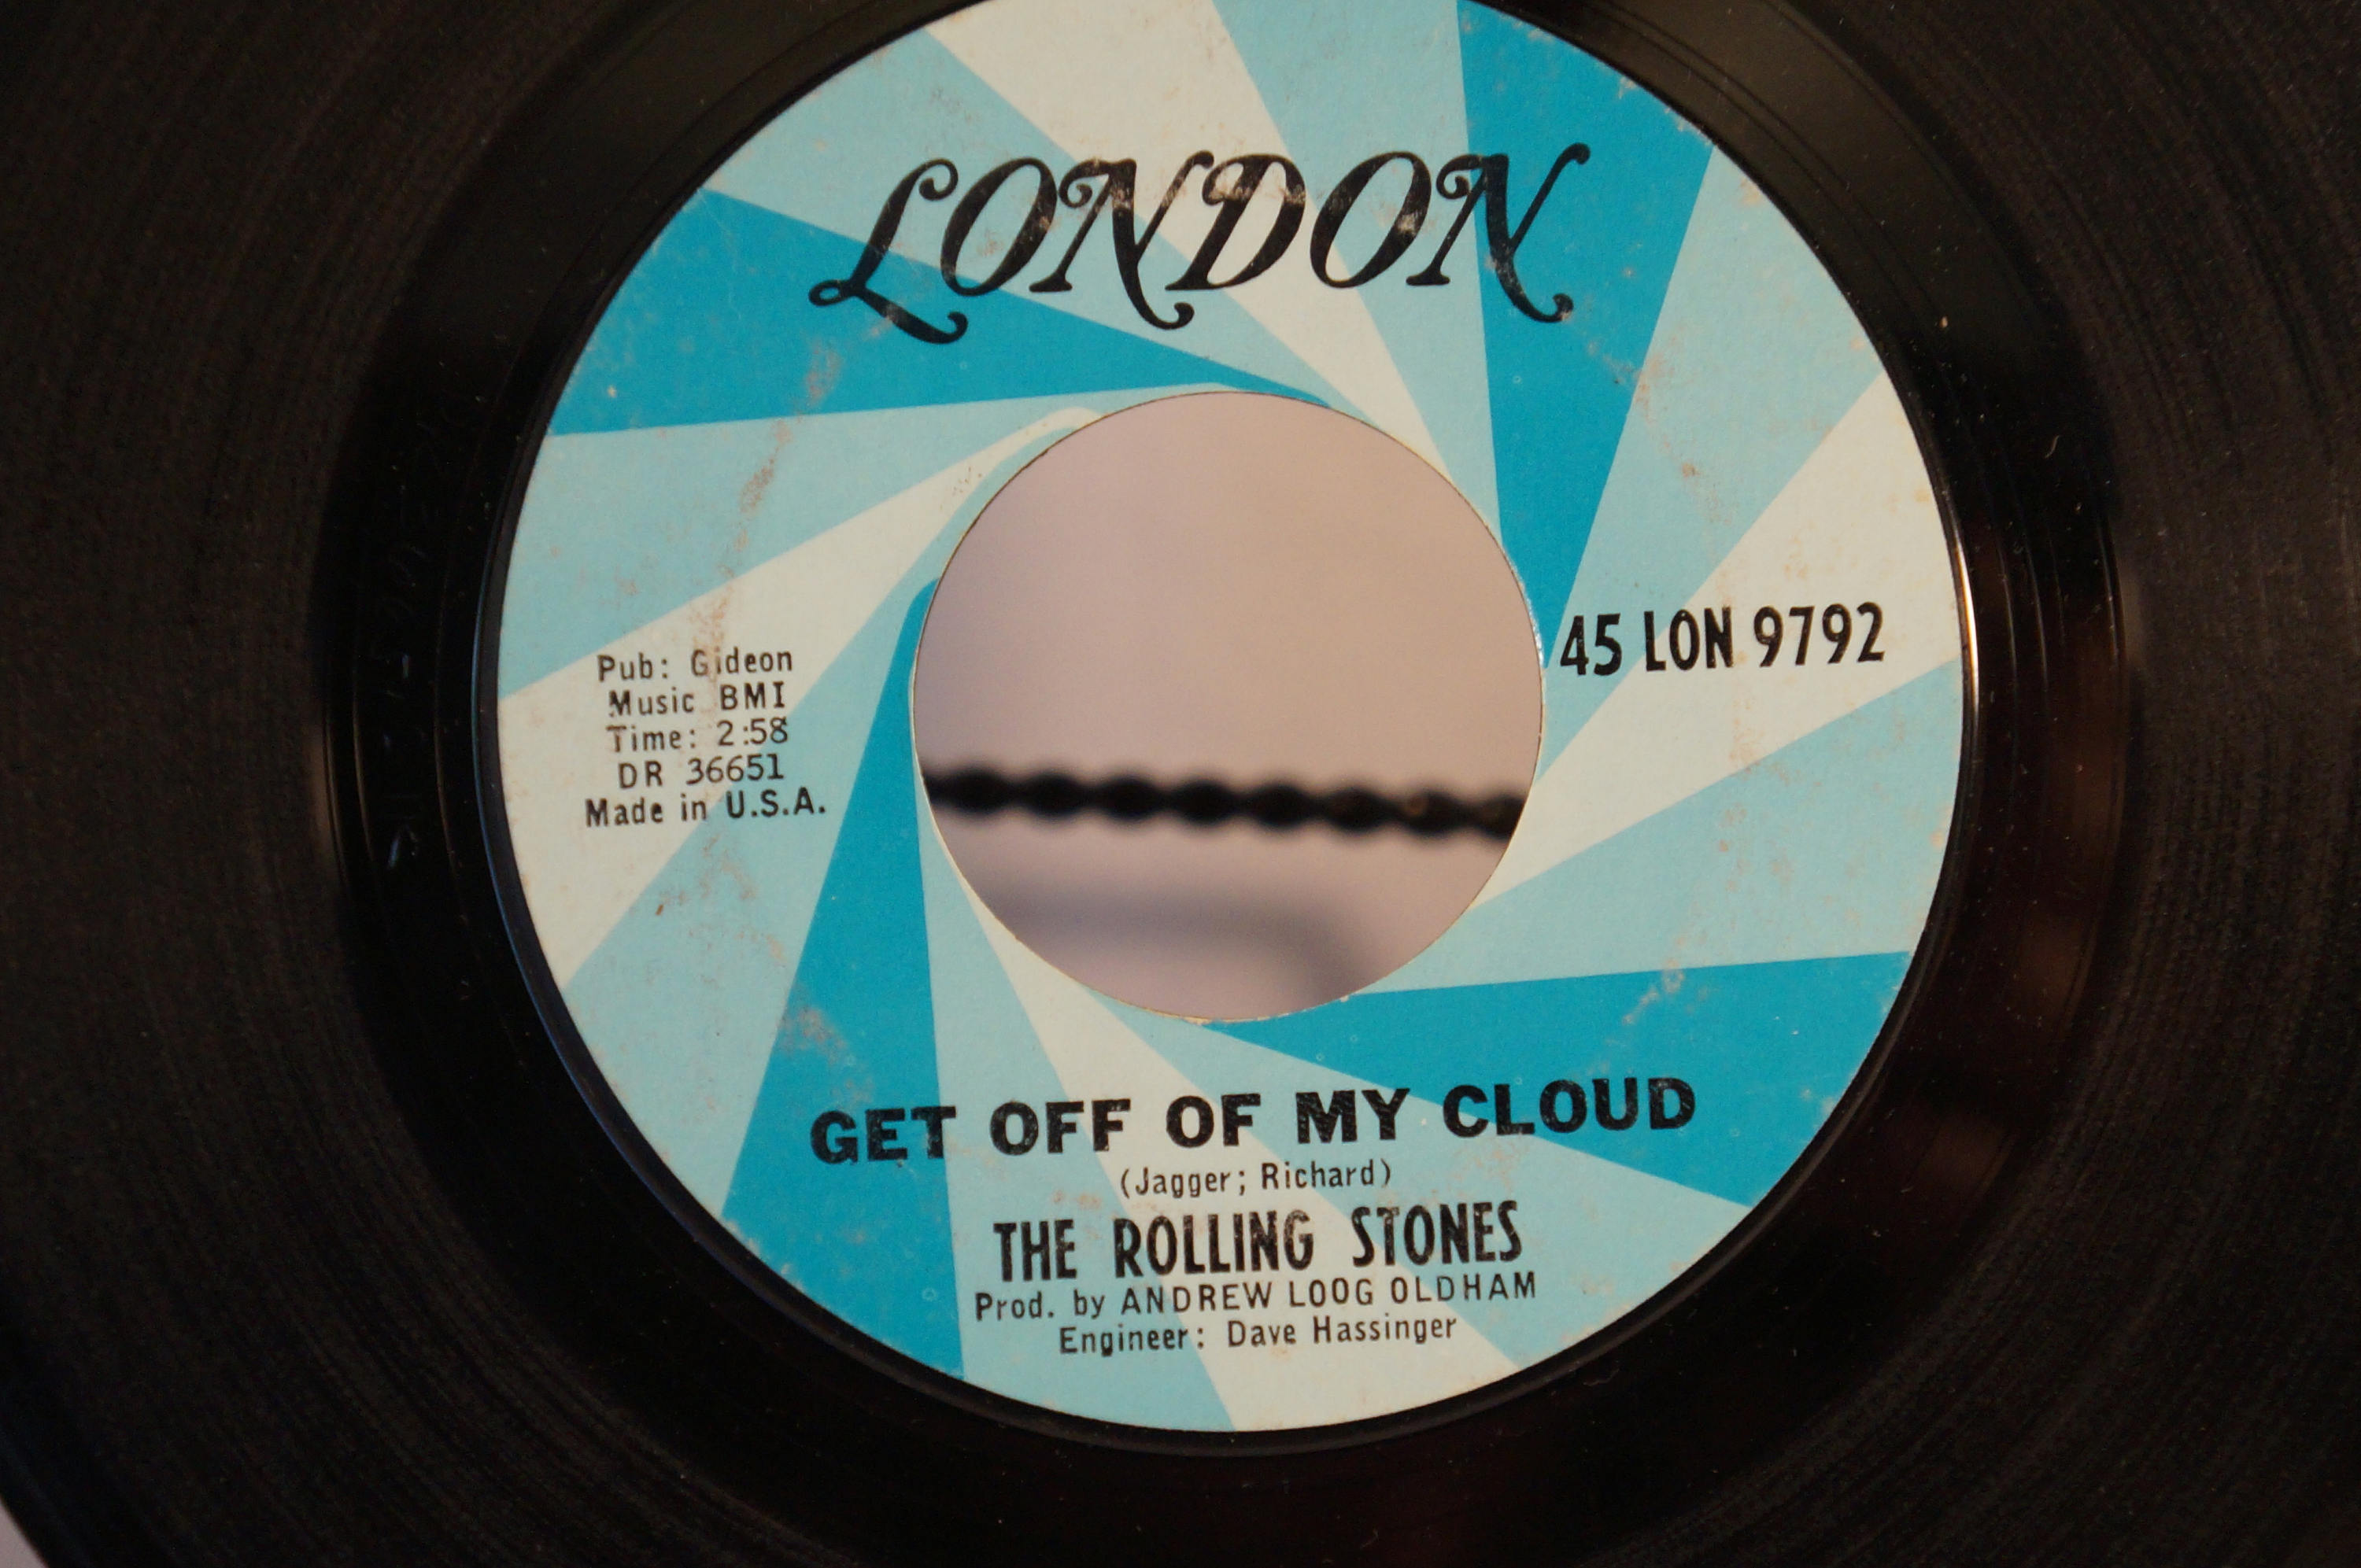 LONDON
45 LON 9792
Pub: Gideon
Music BMI
Time: 2:58
DR 36651
Made in U.S.A.
GET OFF OF MY CLOUD
(Jagger; Richard)
THE ROLLING STONES
Prod. by ANDREW LOOG OLDHAM
Engineer: Dave Hassinger